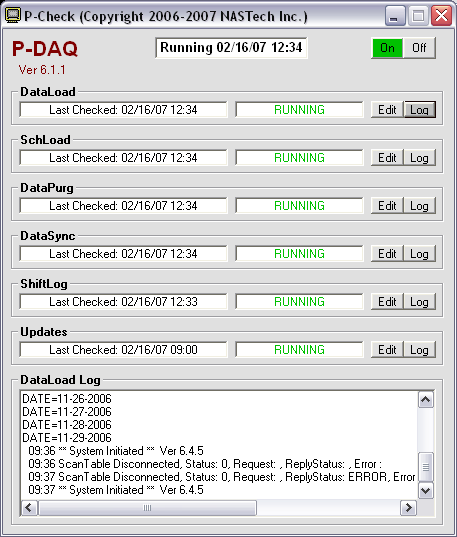 P-Check (Copyright 2006-2007 NASTech Inc.)
P-DAQ
Running 02/16/07 12:34
On Off
Ver 6.1.1
DataLoad
Last Checked: 02/16/07 12:34 RUNNING Edit Log
SchLoad
Last Checked: 02/16/07 12:34 RUNNING Edit Log
DataPurg
Last Checked: 02/16/07 12:34 RUNNING Edit Log
DataSync
Last Checked: 02/16/07 12:34 RUNNING Edit Log
ShiftLog
Last Checked: 02/16/07 12:33 RUNNING Edit Log
Updates
Last Checked: 02/16/07 09:00 RUNNING Edit Log
DataLoad Log
DATE=11-26-2006
DATE=11-27-2006
DATE=11-28-2006
DATE=11-29-2006
09:36 ** System Initiated ** Ver 6.4.5
09:36 ScanTable Disconnected, Status: 0, Request: , ReplyStatus: , Error :
09:37 ScanTable Disconnected, Status: 0, Request: , ReplyStatus: ERROR, Error
09:37 ** System Initiated ** Ver 6.4.5